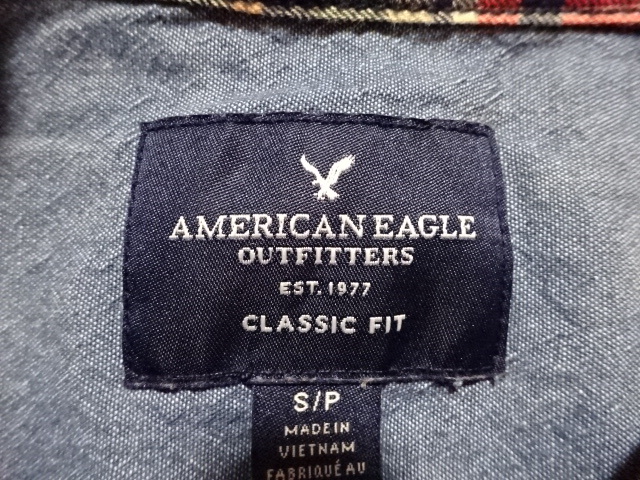 AMERICAN EAGLE
OUTFITTERS
EST. 1977
CLASSIC FIT
S/P
MADE IN
VIETNAM
FABRIQUÉ AU